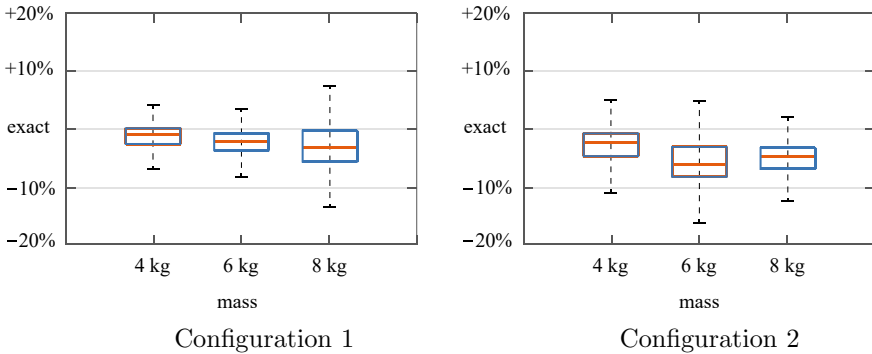 +20%
+10%
exact
−10%
−20%
4 kg 6 kg 8 kg
mass
Configuration 1
+20%
+10%
exact
−10%
−20%
4 kg 6 kg 8 kg
mass
Configuration 2